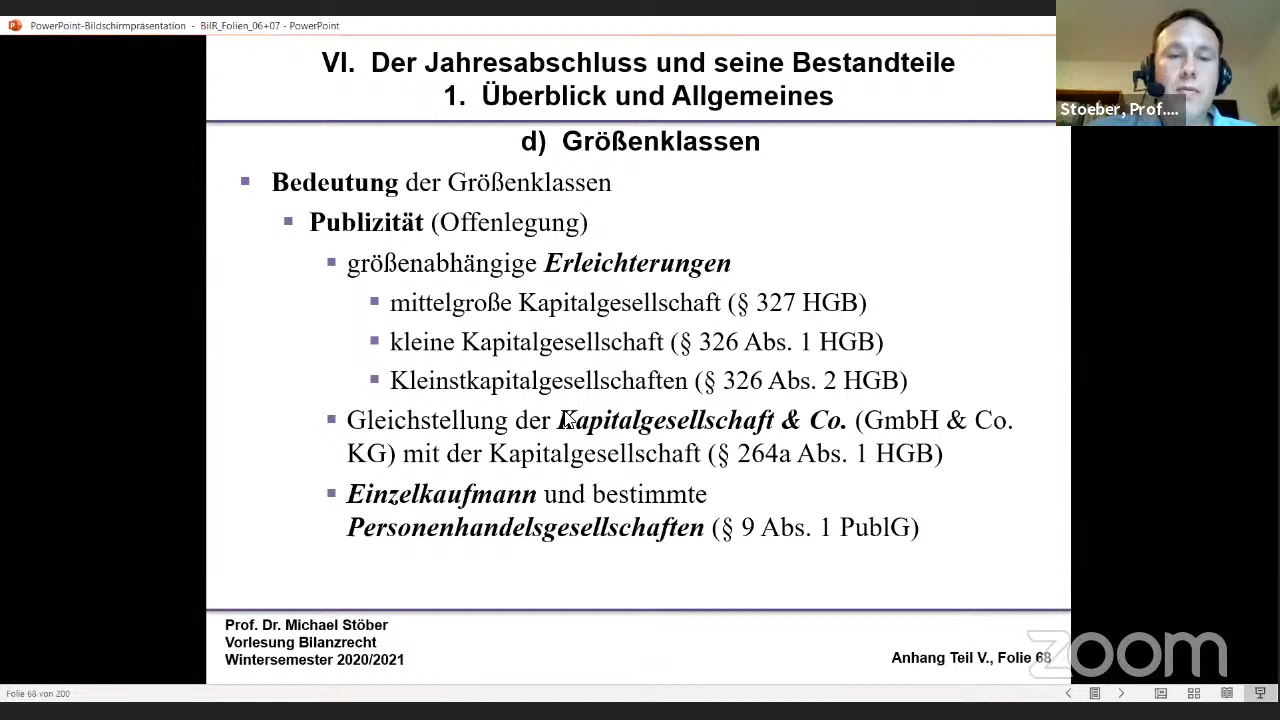 PowerPoint-Bildschirmpräsentation - BilR_Folien_06+07 - PowerPoint
VI. Der Jahresabschluss und seine Bestandteile
1. Überblick und Allgemeines
Stoeber, Prof....
d) Größenklassen
Bedeutung der Größenklassen
Publizität (Offenlegung)
größenabhängige Erleichterungen
mittelgroße Kapitalgesellschaft (§ 327 HGB)
kleine Kapitalgesellschaft (§ 326 Abs. 1 HGB)
Kleinstkapitalgesellschaften (§ 326 Abs. 2 HGB)
Gleichstellung der Kapitalgesellschaft & Co. (GmbH & Co.
KG) mit der Kapitalgesellschaft (§ 264a Abs. 1 HGB)
Einzelkaufmann und bestimmte
Personenhandelsgesellschaften (§ 9 Abs. 1 PublG)
Prof. Dr. Michael Stöber
Vorlesung Bilanzrecht
Wintersemester 2020/2021
Anhang Teil V., Folie 68
zoom
Folie 68 von 200